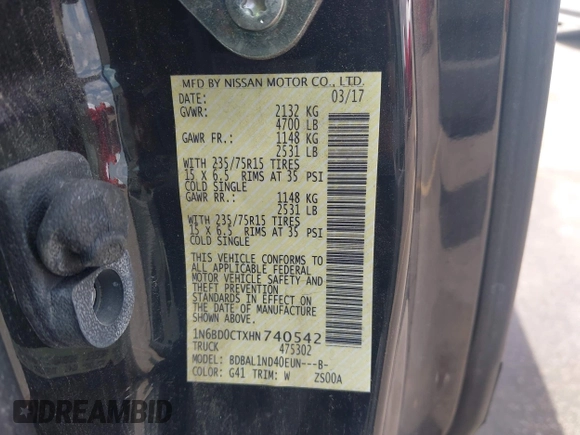 MFD BY NISSAN MOTOR CO., LTD.
DATE: 03/17
GVWR: 2132 KG
4700 LB
GAWR FR.: 1148 KG
2531 LB
WITH 235/75R15 TIRES
15 X 6.5 RIMS AT 35 PSI
COLD SINGLE
GAWR RR.: 1148 KG
2531 LB
WITH 235/75R15 TIRES
15 X 6.5 RIMS AT 35 PSI
COLD SINGLE
THIS VEHICLE CONFORMS TO
ALL APPLICABLE FEDERAL
MOTOR VEHICLE SAFETY AND
THEFT PREVENTION
STANDARDS IN EFFECT ON THE
DATE OF MANUFACTURE
SHOWN ABOVE.
1N6BD0CTXHN740542
TRUCK 475302
MODEL: BDBAL1ND40EUN---B-
COLOR: G41 TRIM: W ZS00A
DREAMBID